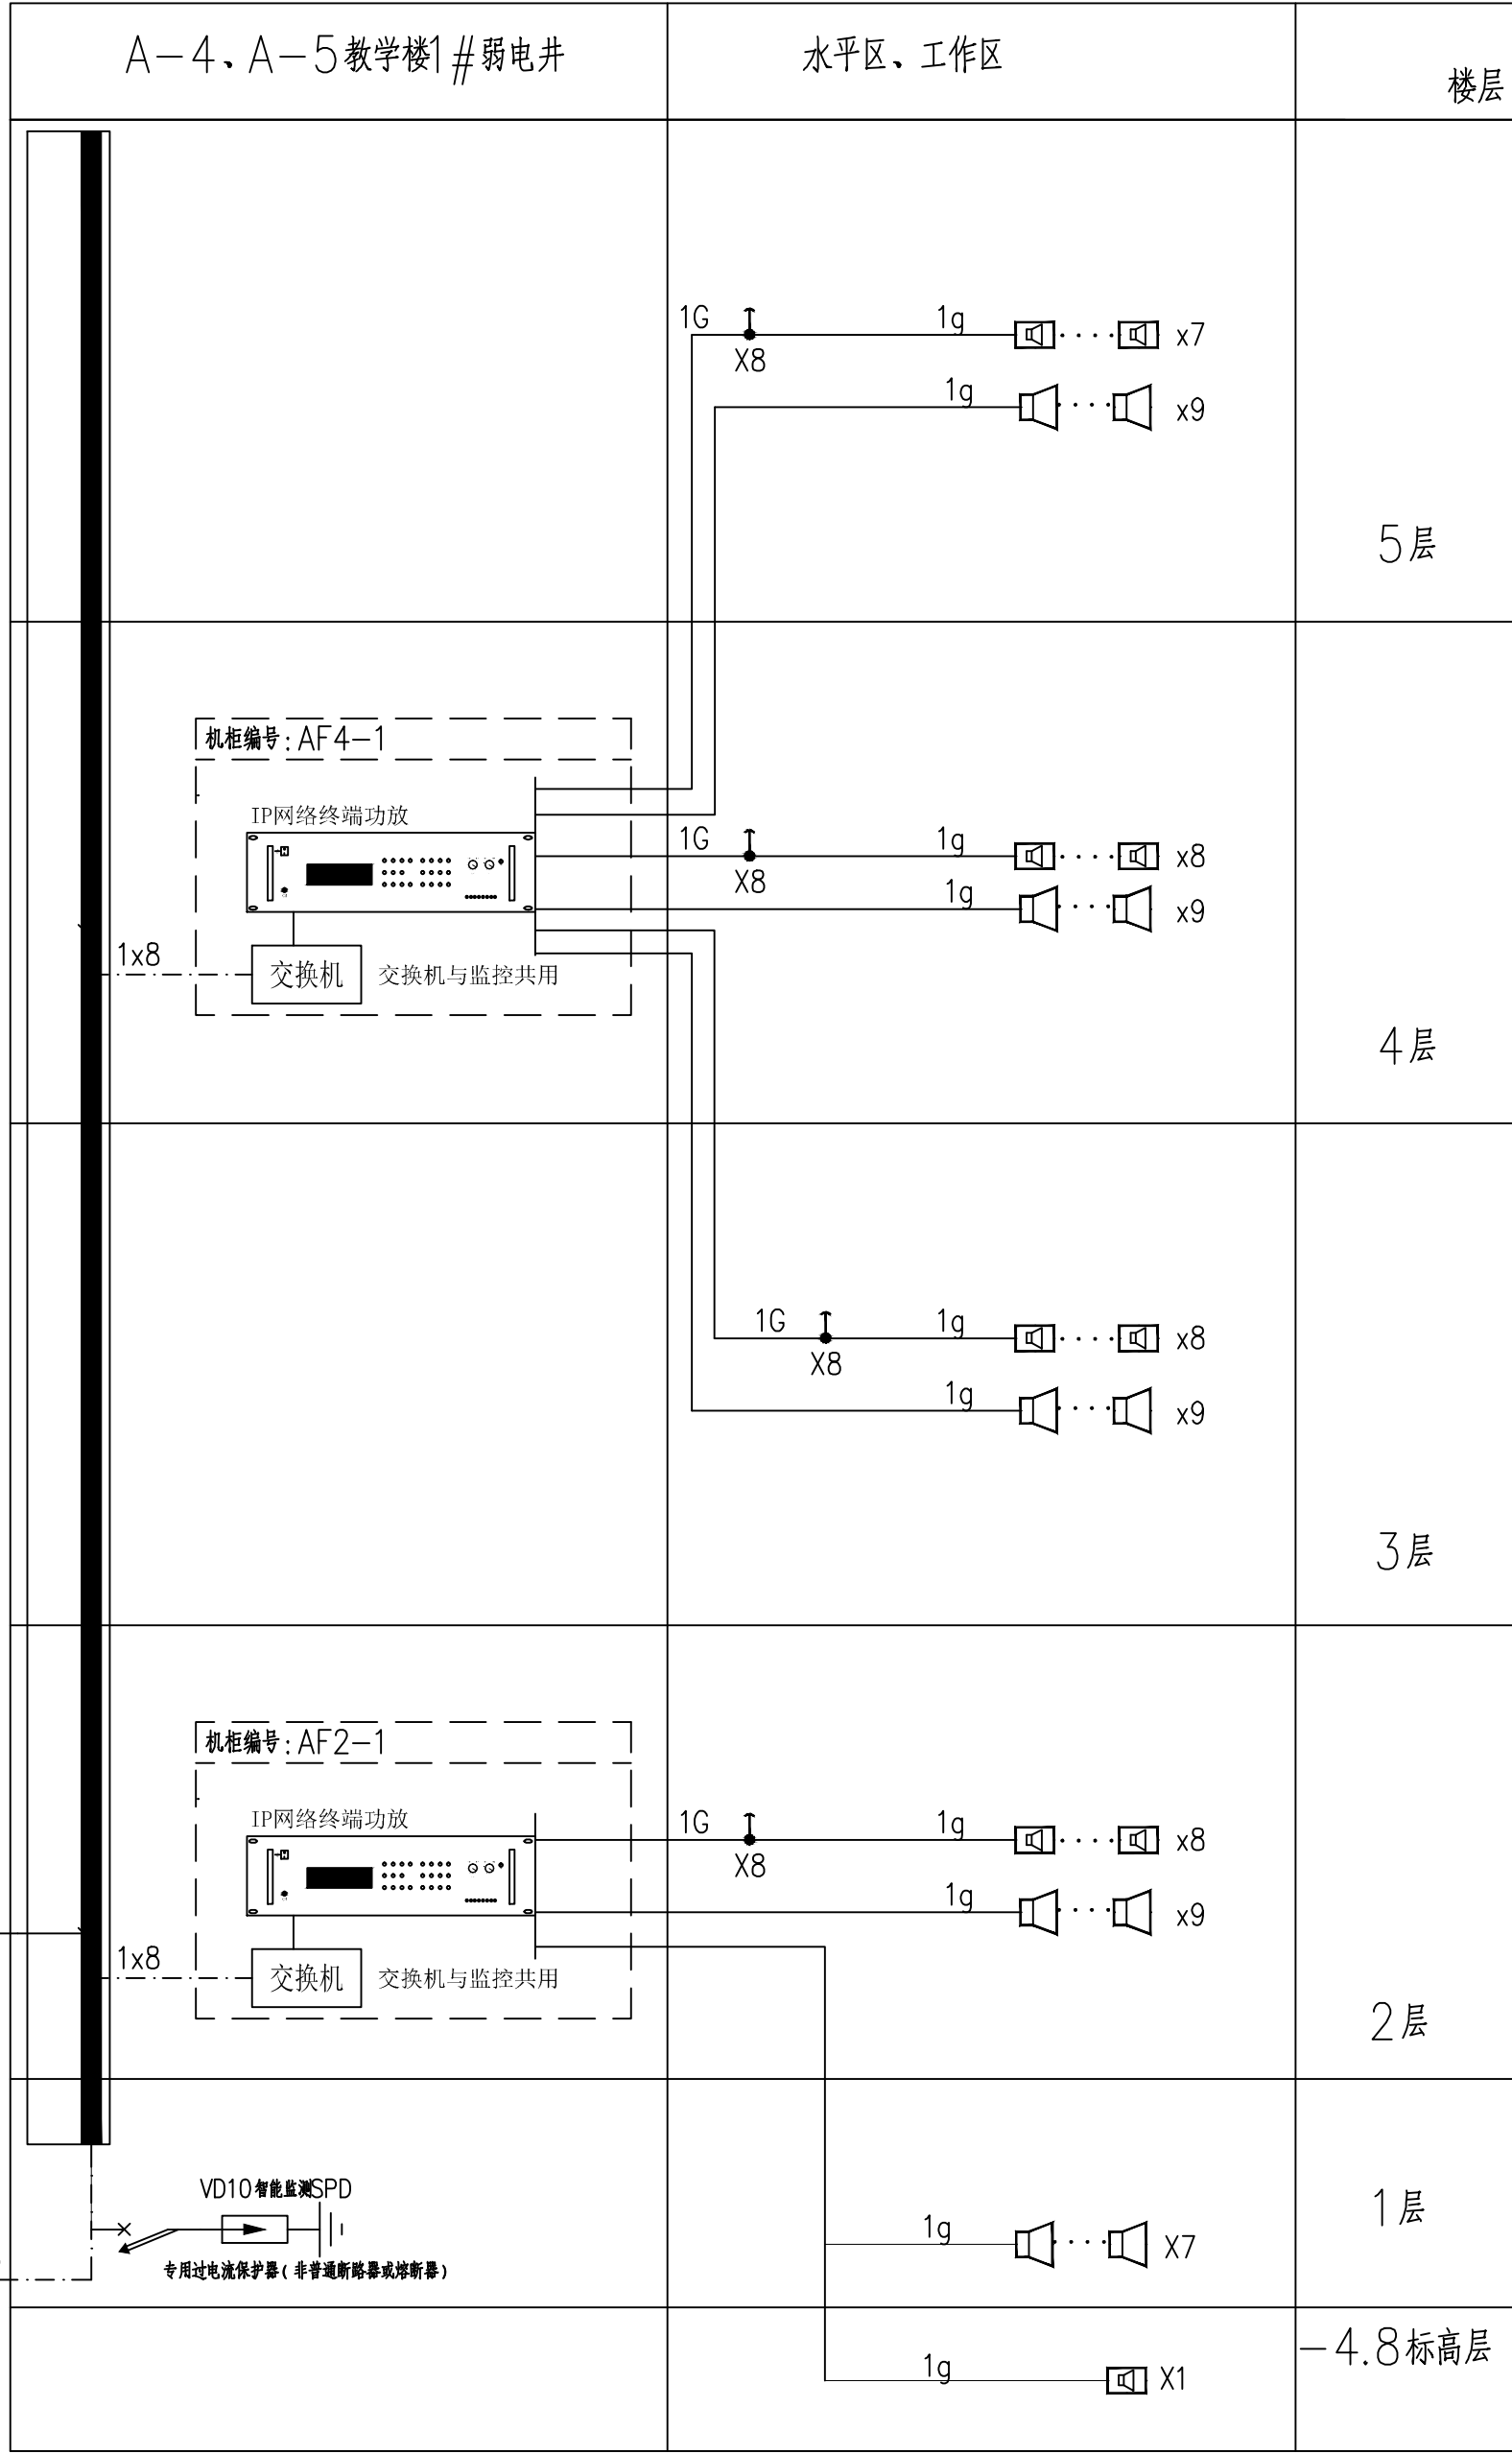 A-4、A-5教学楼1#弱电井
水平区、工作区
楼层
1G
X8
1g
x7
1g
x9
5层
机柜编号:AF4-1
IP网络终端功放
1G
X8
1g
x8
1g
x9
1x8
交换机
交换机与监控共用
4层
1G
X8
1g
x8
1g
x9
3层
机柜编号:AF2-1
IP网络终端功放
1G
X8
1g
x8
1g
x9
1x8
交换机
交换机与监控共用
2层
VD10智能监测SPD
专用过电流保护器(非普通断路器或熔断器)
1g
X7
1层
1g
X1
-4.8标高层